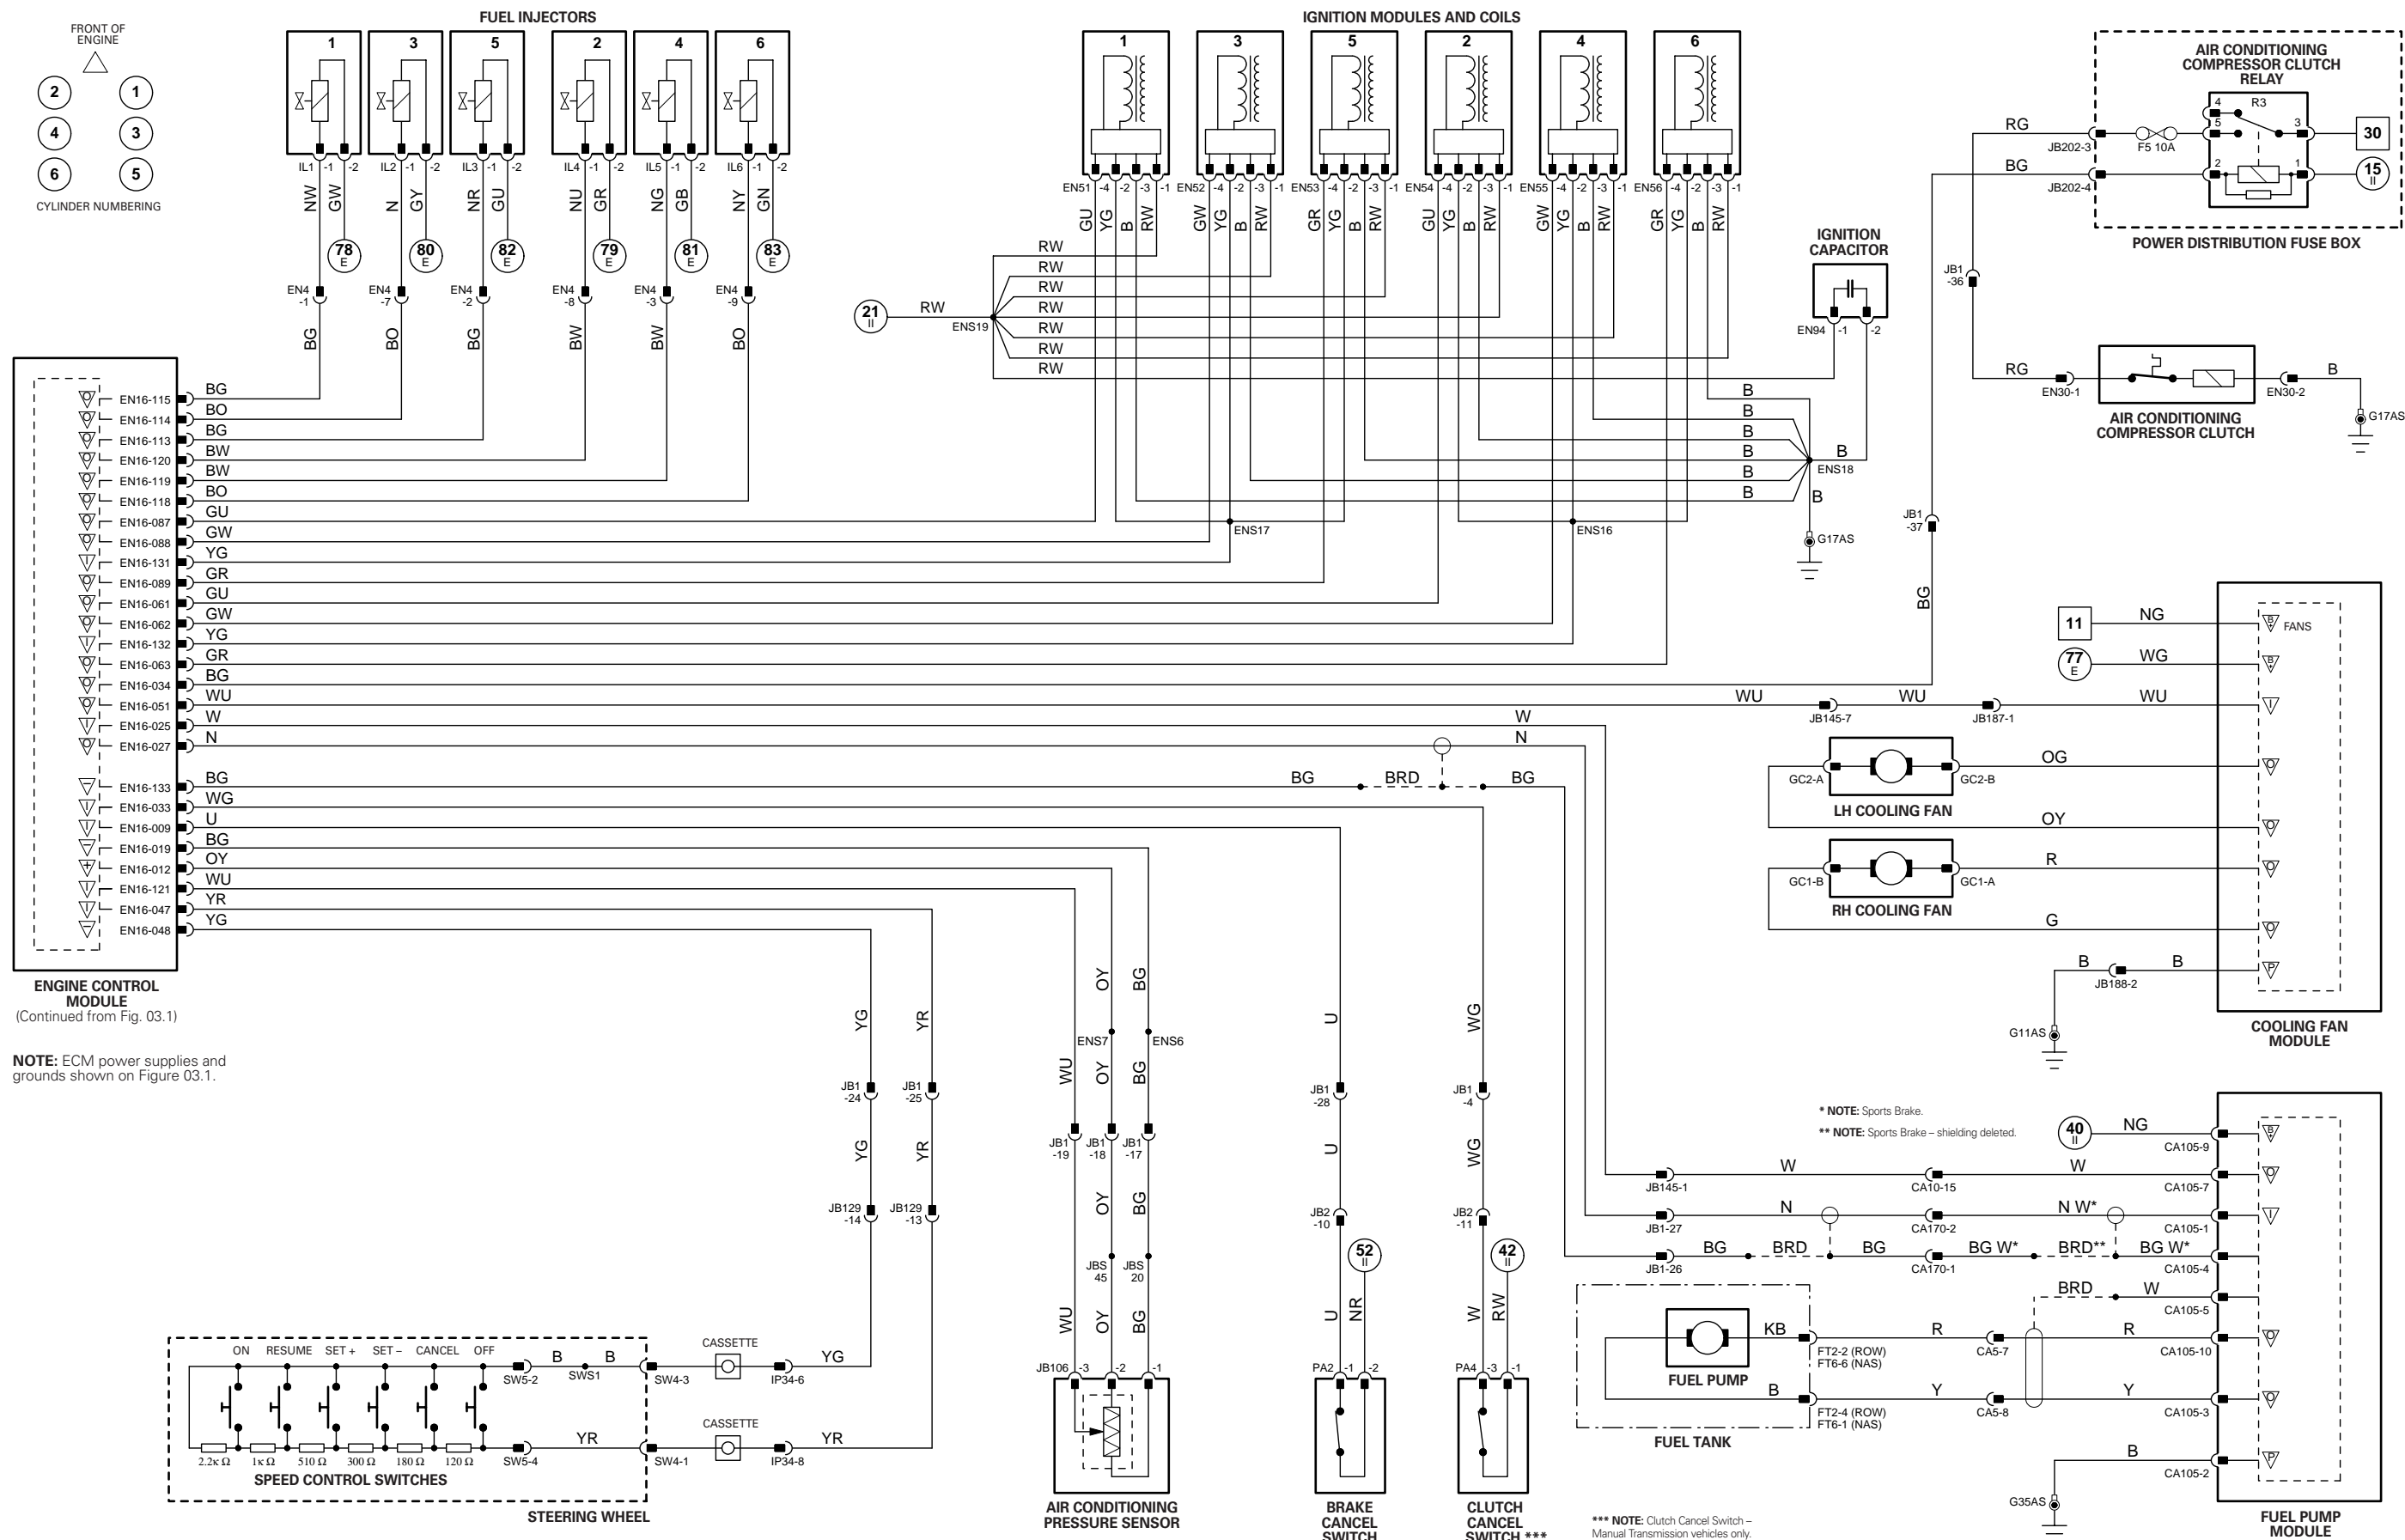 FUEL INJECTORS
IGNITION MODULES AND COILS
FRONT OF
ENGINE
2 1
4 3
6 5
CYLINDER NUMBERING
1 3 5 2 4 6
IL1 -1 -2 IL2 -1 -2 IL3 -1 -2 IL4 -1 -2 IL5 -1 -2 IL6 -1 -2
NW GW N GY NR GU NU GR NG GB NY GN
78 E 80 E 82 E 79 E 81 E 83 E
EN4 -1 EN4 -7 EN4 -2 EN4 -8 EN4 -3 EN4 -9
BG BO BG BW BW BO
1 3 5 2 4 6
EN51 -4 -2 -3 -1 EN52 -4 -2 -3 -1 EN53 -4 -2 -3 -1 EN54 -4 -2 -3 -1 EN55 -4 -2 -3 -1 EN56 -4 -2 -3 -1
GU YG B RW GW YG B RW GR YG B RW GU YG B RW GW YG B RW GR YG B RW
RW
RW
RW
21 II RW ENS19 RW
RW
RW
RW
IGNITION
CAPACITOR
EN94 -1 -2
B
B
B
B ENS18 B
B
B B
G17AS
ENS17 ENS16
AIR CONDITIONING
COMPRESSOR CLUTCH
RELAY
4 R3
5 3 30
2 1 15 II
RG JB202-3 F5 10A
BG JB202-4
POWER DISTRIBUTION FUSE BOX
JB1
-36
RG EN30-1 EN30-2 B
G17AS
AIR CONDITIONING
COMPRESSOR CLUTCH
JB1
-37
BG
EN16-115 BG
EN16-114 BO
EN16-113 BG
EN16-120 BW
EN16-119 BW
EN16-118 BO
EN16-087 GU
EN16-088 GW
EN16-131 YG
EN16-089 GR
EN16-061 GU
EN16-062 GW
EN16-132 YG
EN16-063 GR
EN16-034 BG
EN16-051 WU WU JB145-7 WU JB187-1 WU
EN16-025 W W
EN16-027 N N
EN16-133 BG BG BRD BG
EN16-033 WG
EN16-009 U
EN16-019 BG
EN16-012 OY
EN16-121 WU
EN16-047 YR
EN16-048 YG
ENGINE CONTROL
MODULE
(Continued from Fig. 03.1)
NOTE: ECM power supplies and
grounds shown on Figure 03.1.
11 NG B+ FANS
77 E WG B+
GC2-A GC2-B OG
LH COOLING FAN
OY
GC1-B GC1-A R
RH COOLING FAN
G
B JB188-2 B
G11AS
COOLING FAN
MODULE
YG YR
JB1 -24 JB1 -25
YG YR
JB129 -14 JB129 -13
OY BG
ENS7 ENS6
WU OY BG
JB1 -19 JB1 -18 JB1 -17
OY BG
JBS 45 JBS 20
WU OY BG
JB106 -3 -2 -1
AIR CONDITIONING
PRESSURE SENSOR
U
JB1 -28
U
JB2 -10
52 II
U NR
PA2 -1 -2
BRAKE
CANCEL
SWITCH
WG
JB1 -4
WG
JB2 -11
42 II
W RW
PA4 -3 -1
CLUTCH
CANCEL
SWITCH ***
*** NOTE: Clutch Cancel Switch –
Manual Transmission vehicles only.
ON RESUME SET + SET – CANCEL OFF
2.2K Ω 1K Ω 510 Ω 300 Ω 180 Ω 120 Ω
SW5-2 B SWS1 B SW4-3 CASSETTE IP34-6 YG
SW5-4 YR SW4-1 CASSETTE IP34-8 YR
SPEED CONTROL SWITCHES
STEERING WHEEL
* NOTE: Sports Brake.
** NOTE: Sports Brake – shielding deleted.
40 II NG CA105-9 B+
JB145-1 W CA10-15 W CA105-7
JB1-27 N CA170-2 N W* CA105-1
JB1-26 BG BRD BG CA170-1 BG W* BRD** BG W* CA105-4
BRD W CA105-5
KB FT2-2 (ROW)
FT6-6 (NAS) R CA5-7 R CA105-10
FUEL PUMP
B FT2-4 (ROW)
FT6-1 (NAS) Y CA5-8 Y CA105-3
FUEL TANK
B CA105-2
G35AS
FUEL PUMP
MODULE